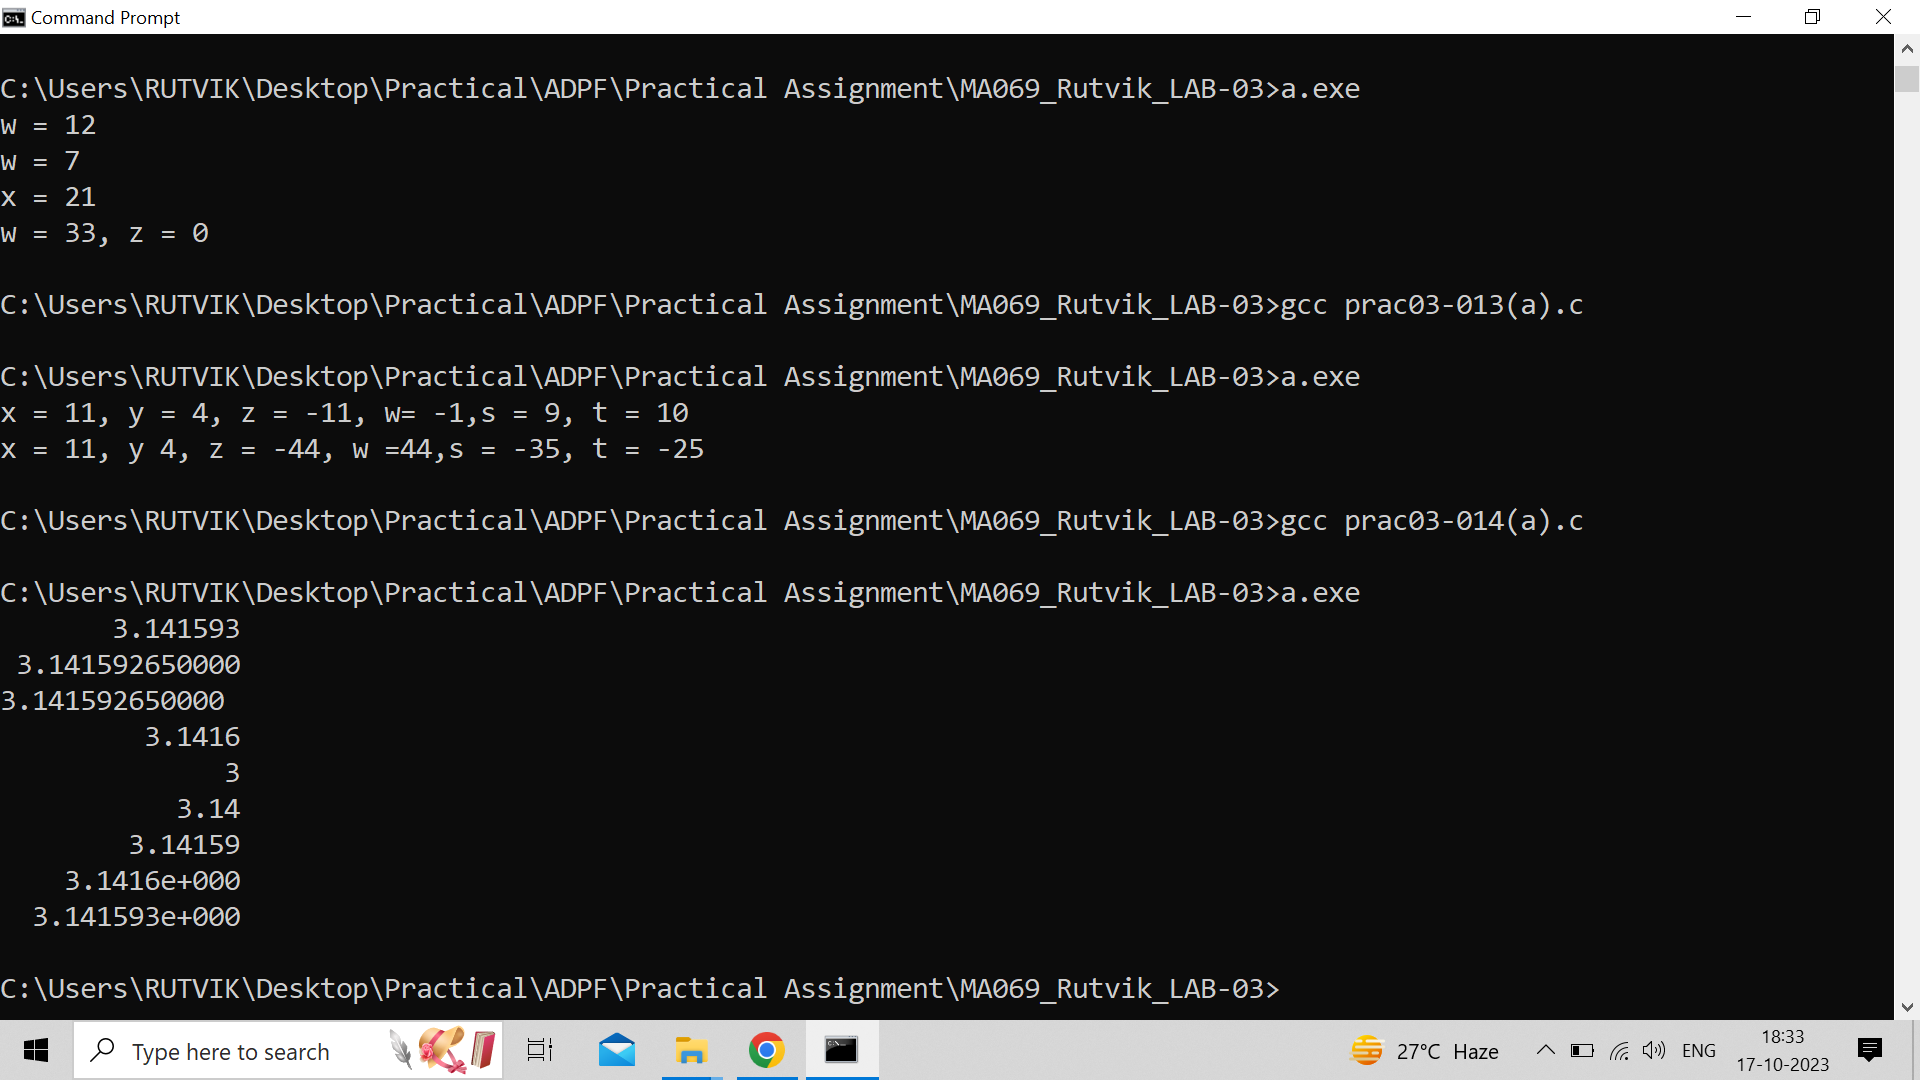 Command Prompt
C:\Users\RUTVIK\Desktop\Practical\ADPF\Practical Assignment\MA069_Rutvik_LAB-03>a.exe
w = 12
w = 7
x = 21
w = 33, z = 0
C:\Users\RUTVIK\Desktop\Practical\ADPF\Practical Assignment\MA069_Rutvik_LAB-03>gcc prac03-013(a).c
C:\Users\RUTVIK\Desktop\Practical\ADPF\Practical Assignment\MA069_Rutvik_LAB-03>a.exe
x = 11, y = 4, z = -11, w= -1,s = 9, t = 10
x = 11, y 4, z = -44, w =44,s = -35, t = -25
C:\Users\RUTVIK\Desktop\Practical\ADPF\Practical Assignment\MA069_Rutvik_LAB-03>gcc prac03-014(a).c
C:\Users\RUTVIK\Desktop\Practical\ADPF\Practical Assignment\MA069_Rutvik_LAB-03>a.exe
       3.141593
 3.141592650000
3.141592650000
         3.1416
              3
           3.14
        3.14159
    3.1416e+000
  3.141593e+000
C:\Users\RUTVIK\Desktop\Practical\ADPF\Practical Assignment\MA069_Rutvik_LAB-03>
Type here to search
27°C Haze
ENG
18:33
17-10-2023